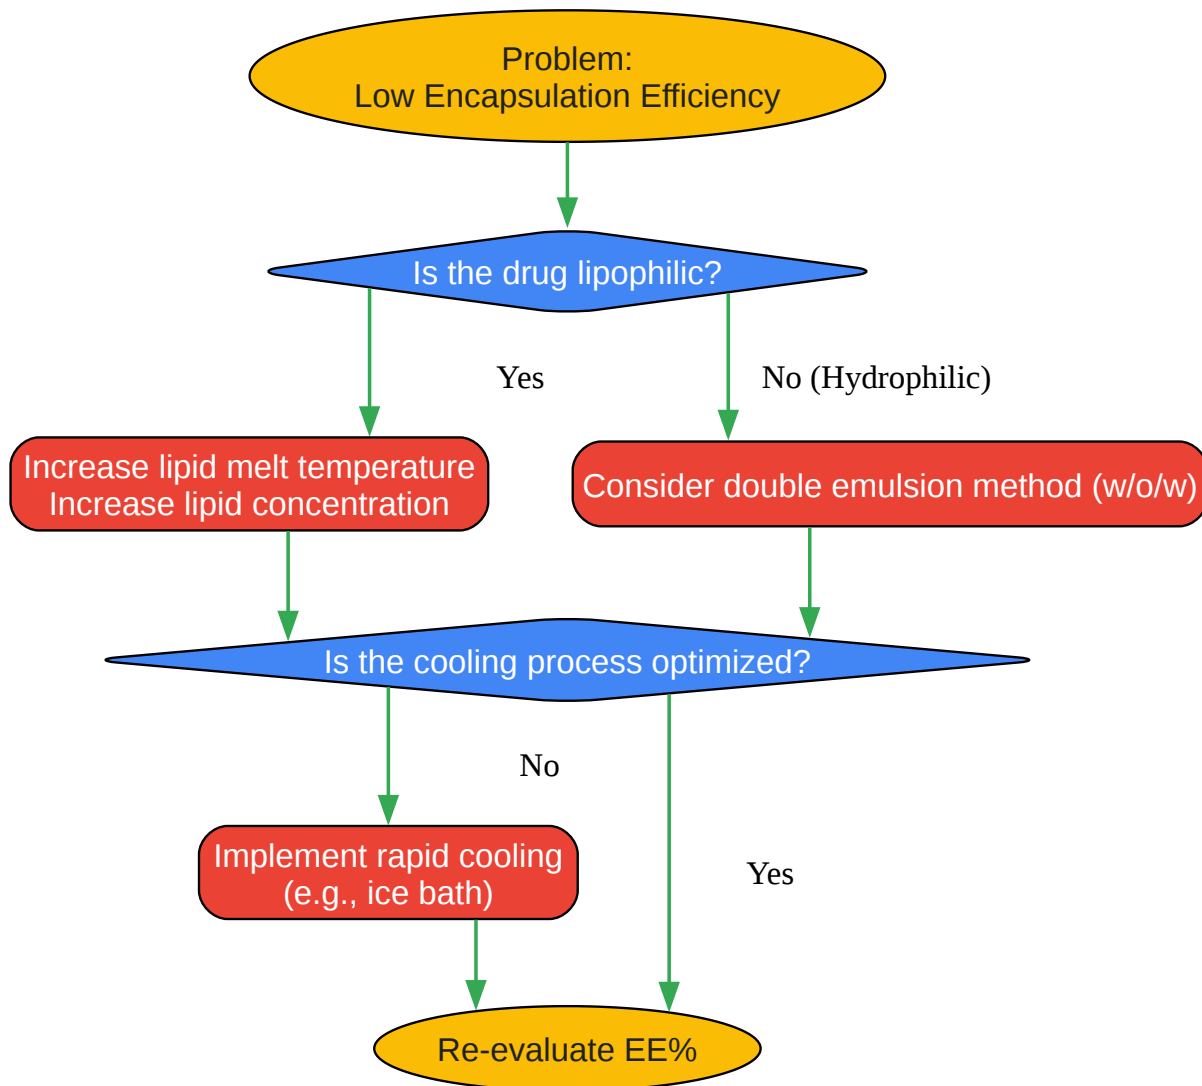 Problem:
Low Encapsulation Efficiency
Is the drug lipophilic?
Yes
No (Hydrophilic)
Increase lipid melt temperature
Increase lipid concentration
Consider double emulsion method (w/o/w)
Is the cooling process optimized?
No
Implement rapid cooling
(e.g., ice bath)
Yes
Re-evaluate EE%